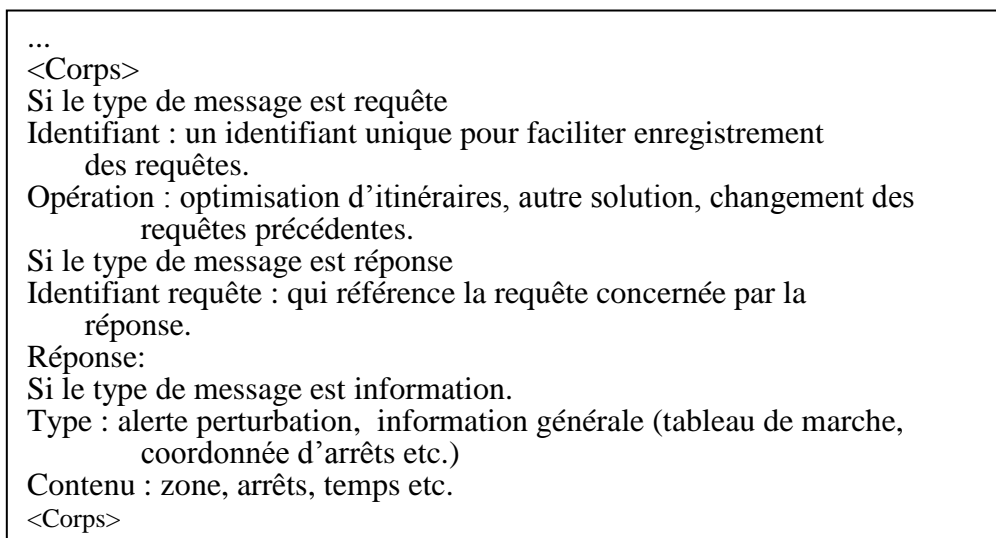 ...
<Corps>
Si le type de message est requête
Identifiant : un identifiant unique pour faciliter enregistrement
des requêtes.
Opération : optimisation d’itinéraires, autre solution, changement des
requêtes précédentes.
Si le type de message est réponse
Identifiant requête : qui référence la requête concernée par la
réponse.
Réponse:
Si le type de message est information.
Type : alerte perturbation,  information générale (tableau de marche,
coordonnée d’arrêts etc.)
Contenu : zone, arrêts, temps etc.
<Corps>